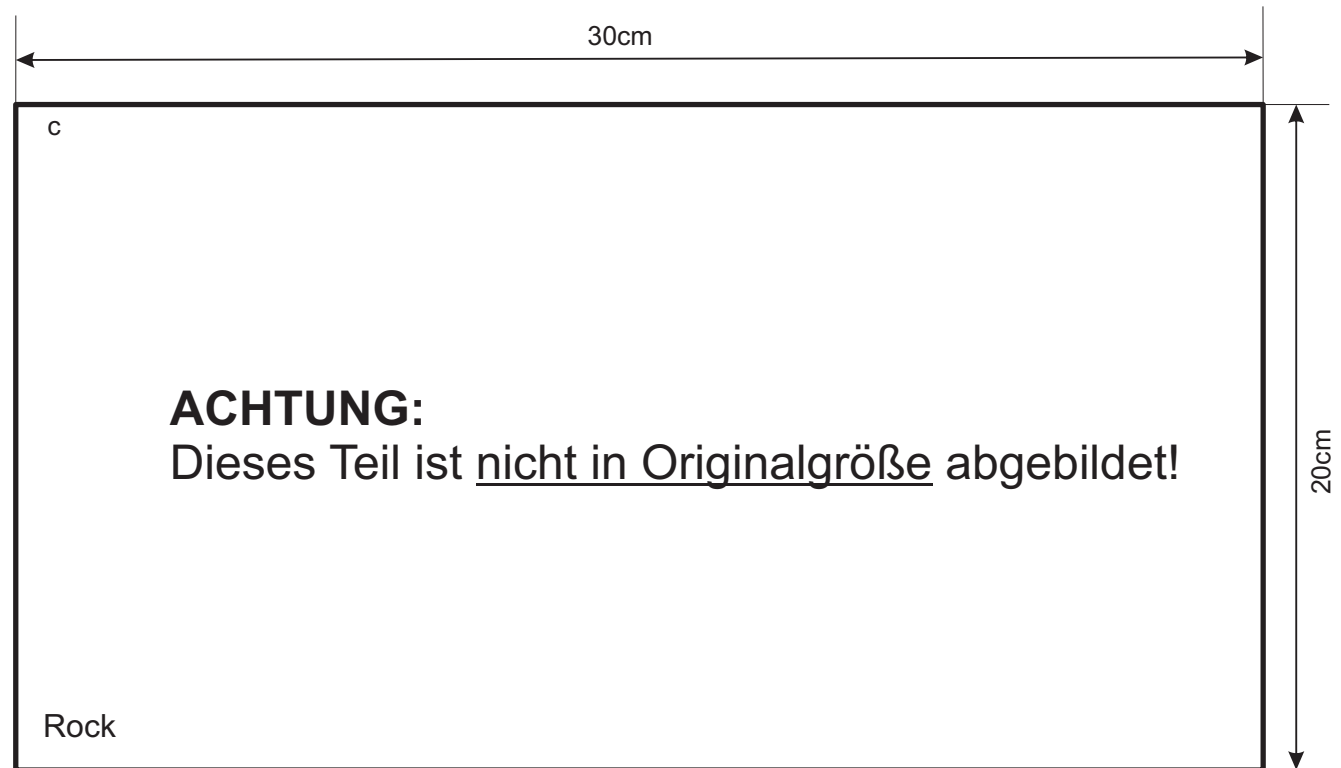 30cm
c
ACHTUNG:
Dieses Teil ist nicht in Originalgröße abgebildet!
20cm
Rock